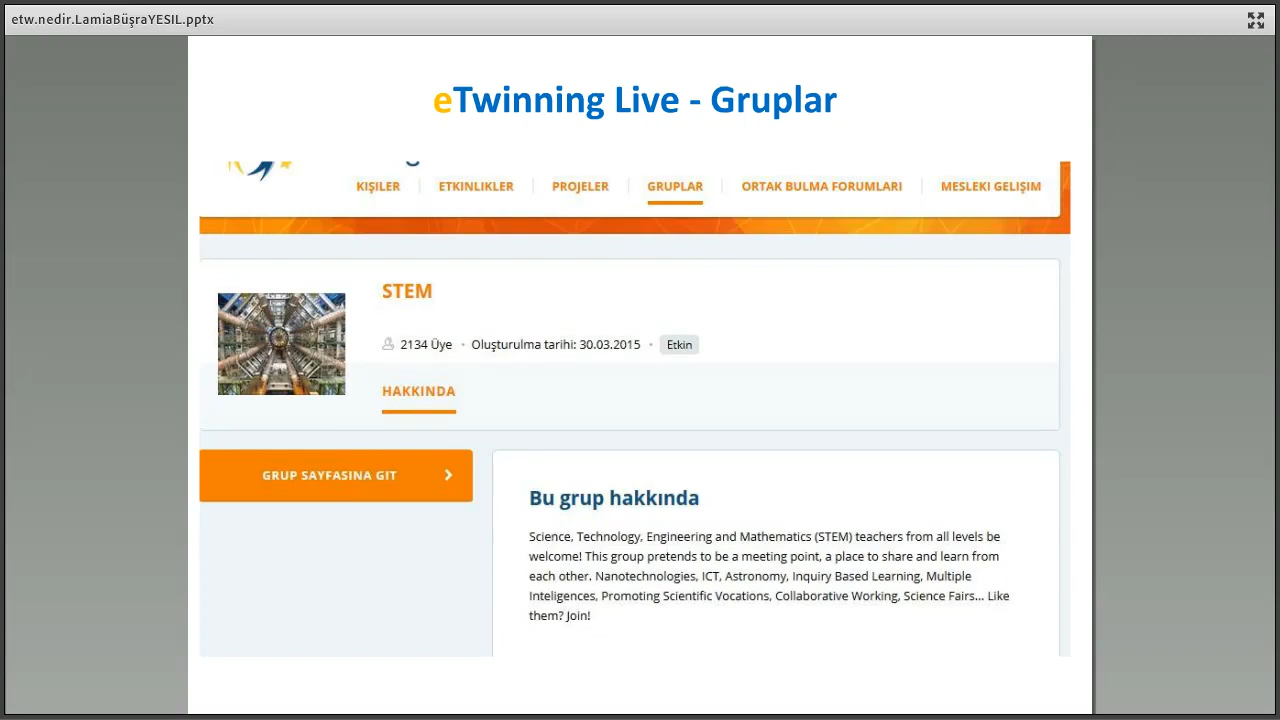 etw.nedir.LamiaBüşraYESIL.pptx
eTwinning Live - Gruplar
KIŞILER ETKINLIKLER PROJELER GRUPLAR ORTAK BULMA FORUMLARI MESLEKI GELIŞIM
STEM
2134 Üye • Oluşturulma tarihi: 30.03.2015 • Etkin
HAKKINDA
GRUP SAYFASINA GIT
Bu grup hakkında
Science, Technology, Engineering and Mathematics (STEM) teachers from all levels be
welcome! This group pretends to be a meeting point, a place to share and learn from
each other. Nanotechnologies, ICT, Astronomy, Inquiry Based Learning, Multiple
Inteligences, Promoting Scientific Vocations, Collaborative Working, Science Fairs... Like
them? Join!